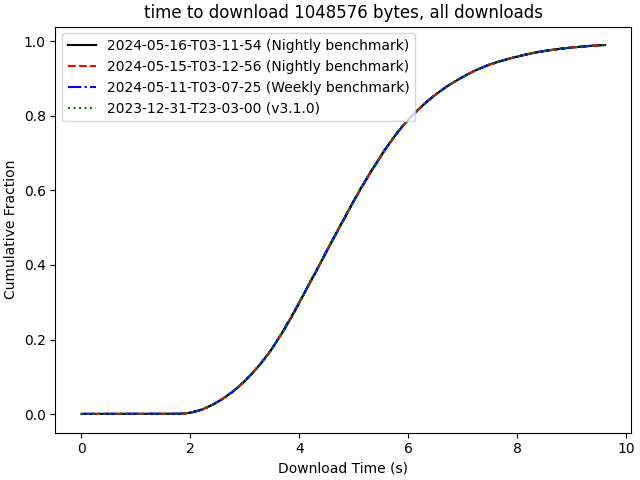 time to download 1048576 bytes, all downloads
1.0
2024-05-16-T03-11-54 (Nightly benchmark)
2024-05-15-T03-12-56 (Nightly benchmark)
2024-05-11-T03-07-25 (Weekly benchmark)
2023-12-31-T23-03-00 (v3.1.0)
0.8
0.6
0.4
0.2
0.0
Cumulative Fraction
0 2 4 6 8 10
Download Time (s)